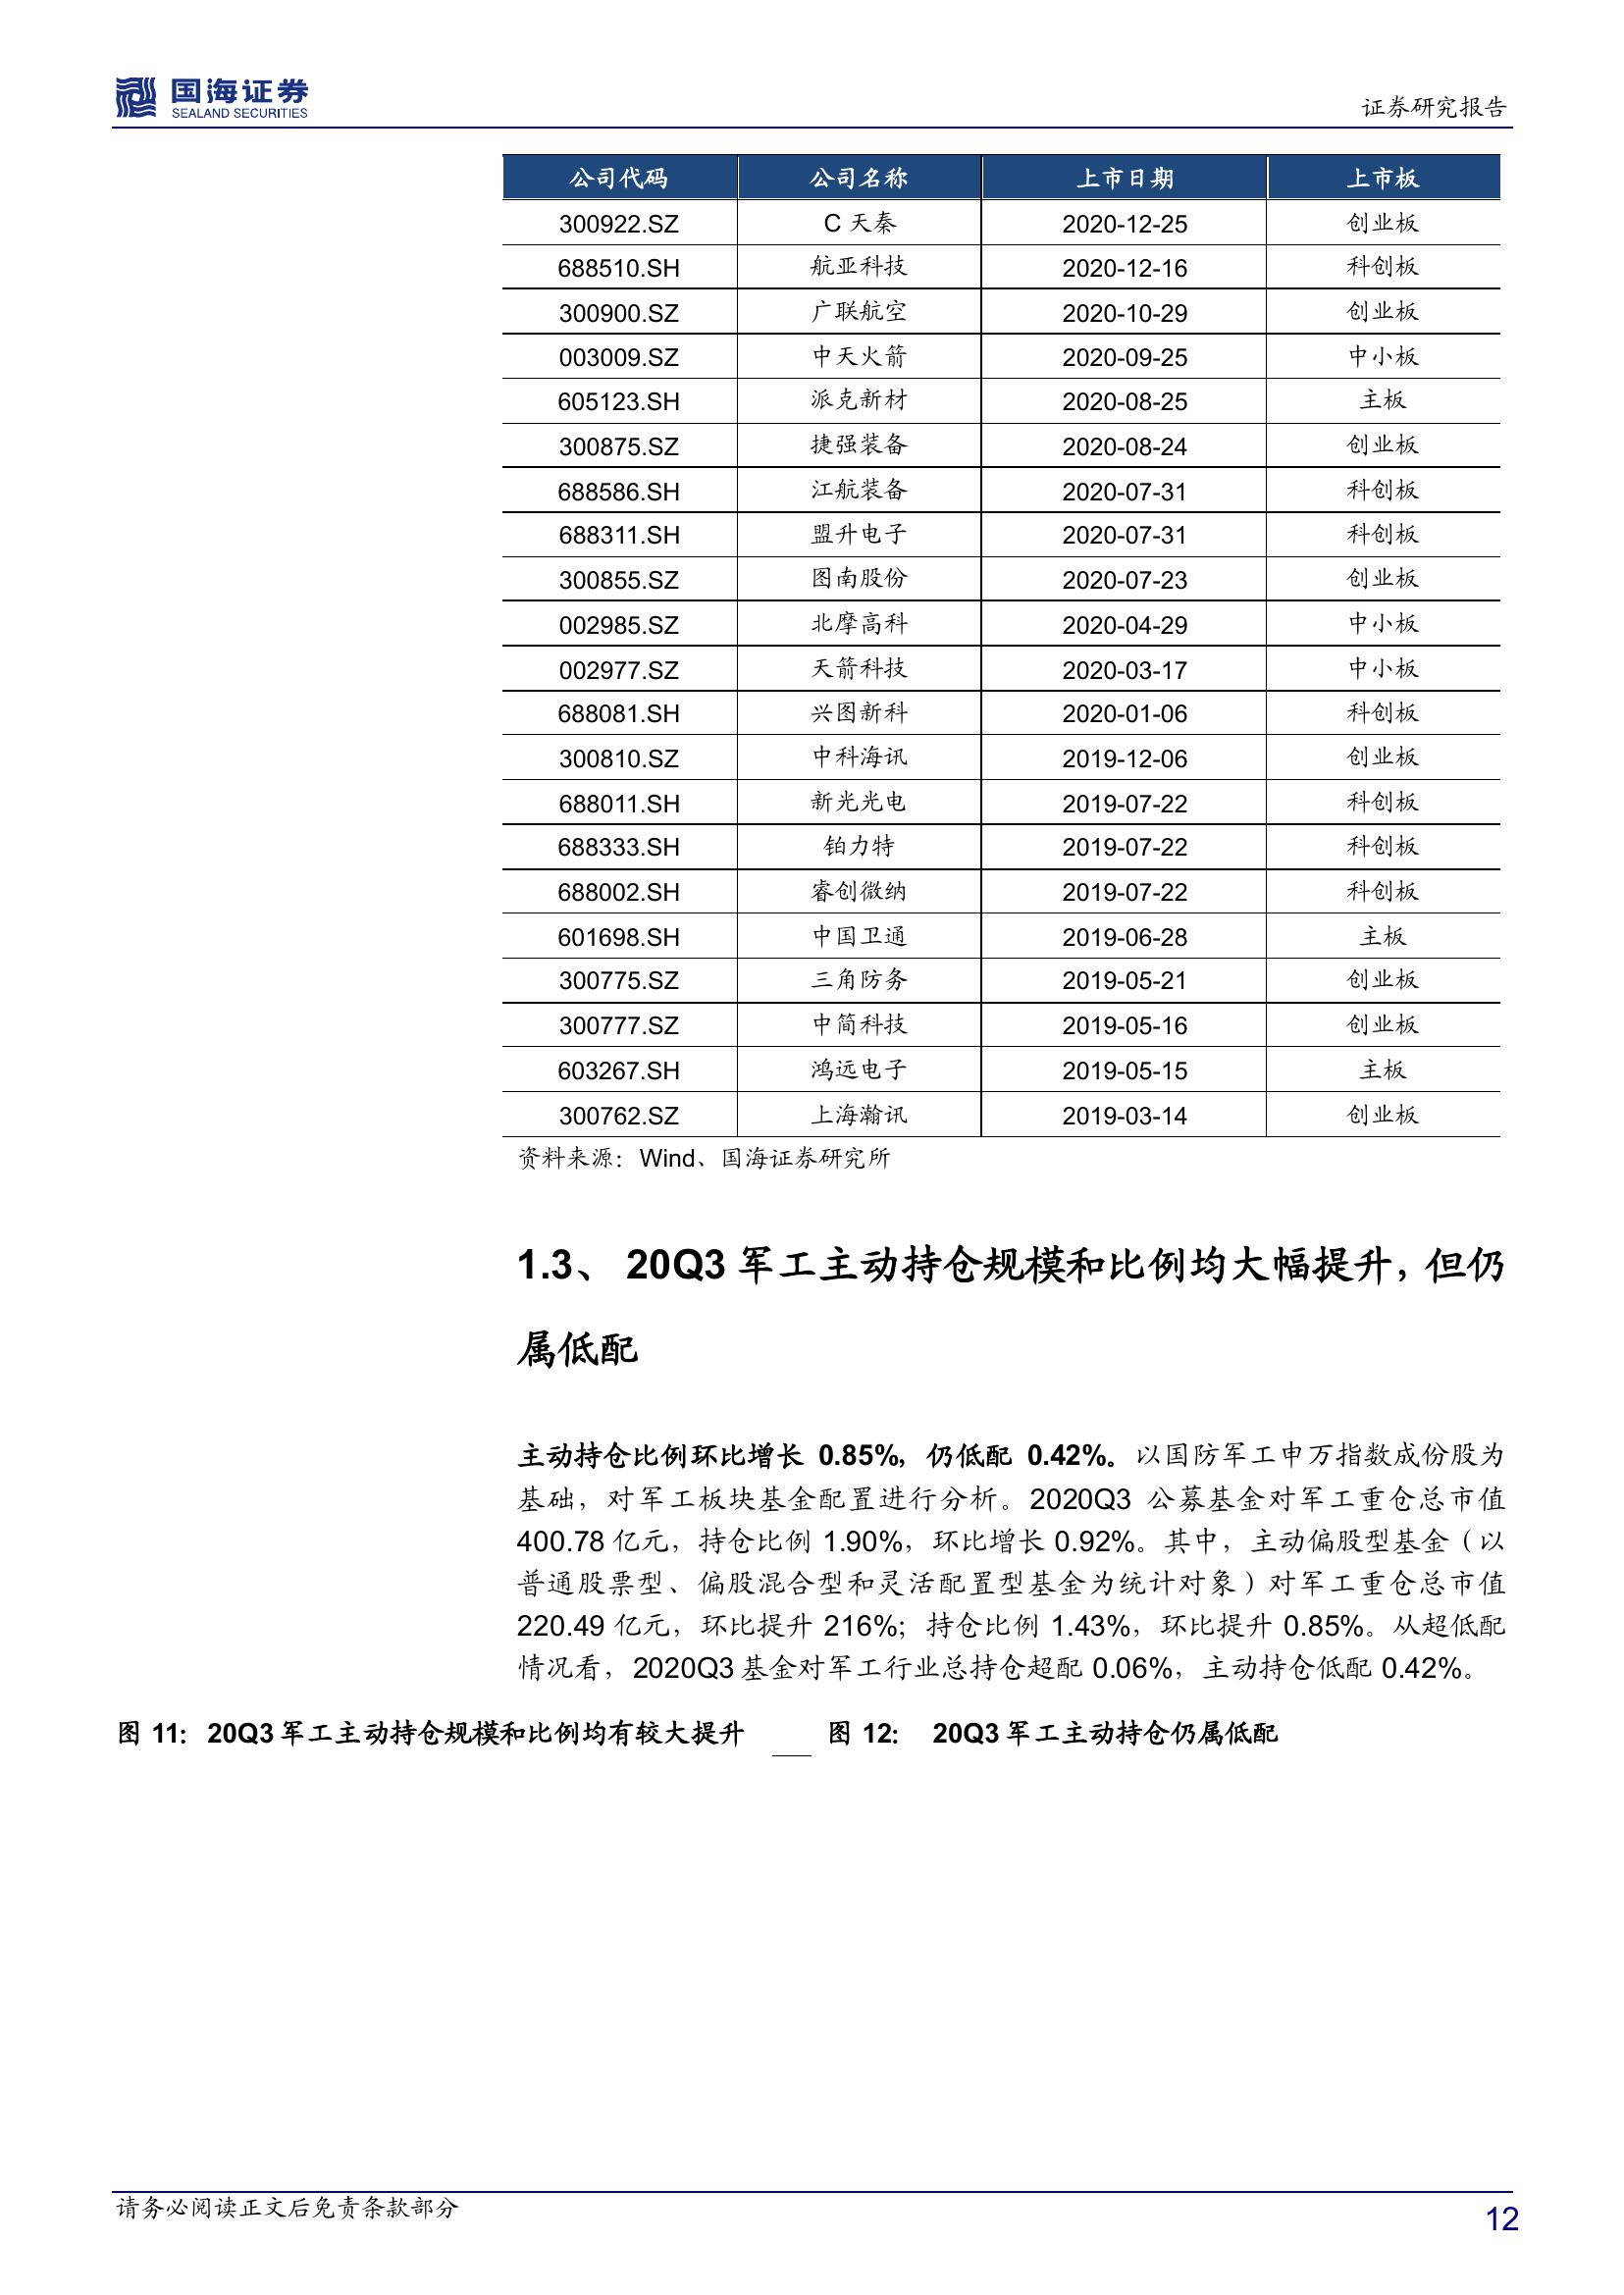 国海证券
SEALAND SECURITIES
证券研究报告
公司代码 公司名称 上市日期 上市板
300922.SZ C 天秦 2020-12-25 创业板
688510.SH 航亚科技 2020-12-16 科创板
300900.SZ 广联航空 2020-10-29 创业板
003009.SZ 中天火箭 2020-09-25 中小板
605123.SH 派克新材 2020-08-25 主板
300875.SZ 捷强装备 2020-08-24 创业板
688586.SH 江航装备 2020-07-31 科创板
688311.SH 盟升电子 2020-07-31 科创板
300855.SZ 图南股份 2020-07-23 创业板
002985.SZ 北摩高科 2020-04-29 中小板
002977.SZ 天箭科技 2020-03-17 中小板
688081.SH 兴图新科 2020-01-06 科创板
300810.SZ 中科海讯 2019-12-06 创业板
688011.SH 新光光电 2019-07-22 科创板
688333.SH 铂力特 2019-07-22 科创板
688002.SH 睿创微纳 2019-07-22 科创板
601698.SH 中国卫通 2019-06-28 主板
300775.SZ 三角防务 2019-05-21 创业板
300777.SZ 中简科技 2019-05-16 创业板
603267.SH 鸿远电子 2019-05-15 主板
300762.SZ 上海瀚讯 2019-03-14 创业板
资料来源：Wind、国海证券研究所
1.3、 20Q3 军工主动持仓规模和比例均大幅提升，但仍
属低配
主动持仓比例环比增长 0.85%，仍低配 0.42%。以国防军工申万指数成份股为
基础，对军工板块基金配置进行分析。2020Q3 公募基金对军工重仓总市值
400.78 亿元，持仓比例 1.90%，环比增长 0.92%。其中，主动偏股型基金（以
普通股票型、偏股混合型和灵活配置型基金为统计对象）对军工重仓总市值
220.49 亿元，环比提升 216%；持仓比例 1.43%，环比提升 0.85%。从超低配
情况看，2020Q3 基金对军工行业总持仓超配 0.06%，主动持仓低配 0.42%。
图 11：20Q3 军工主动持仓规模和比例均有较大提升
图 12： 20Q3 军工主动持仓仍属低配
请务必阅读正文后免责条款部分
12